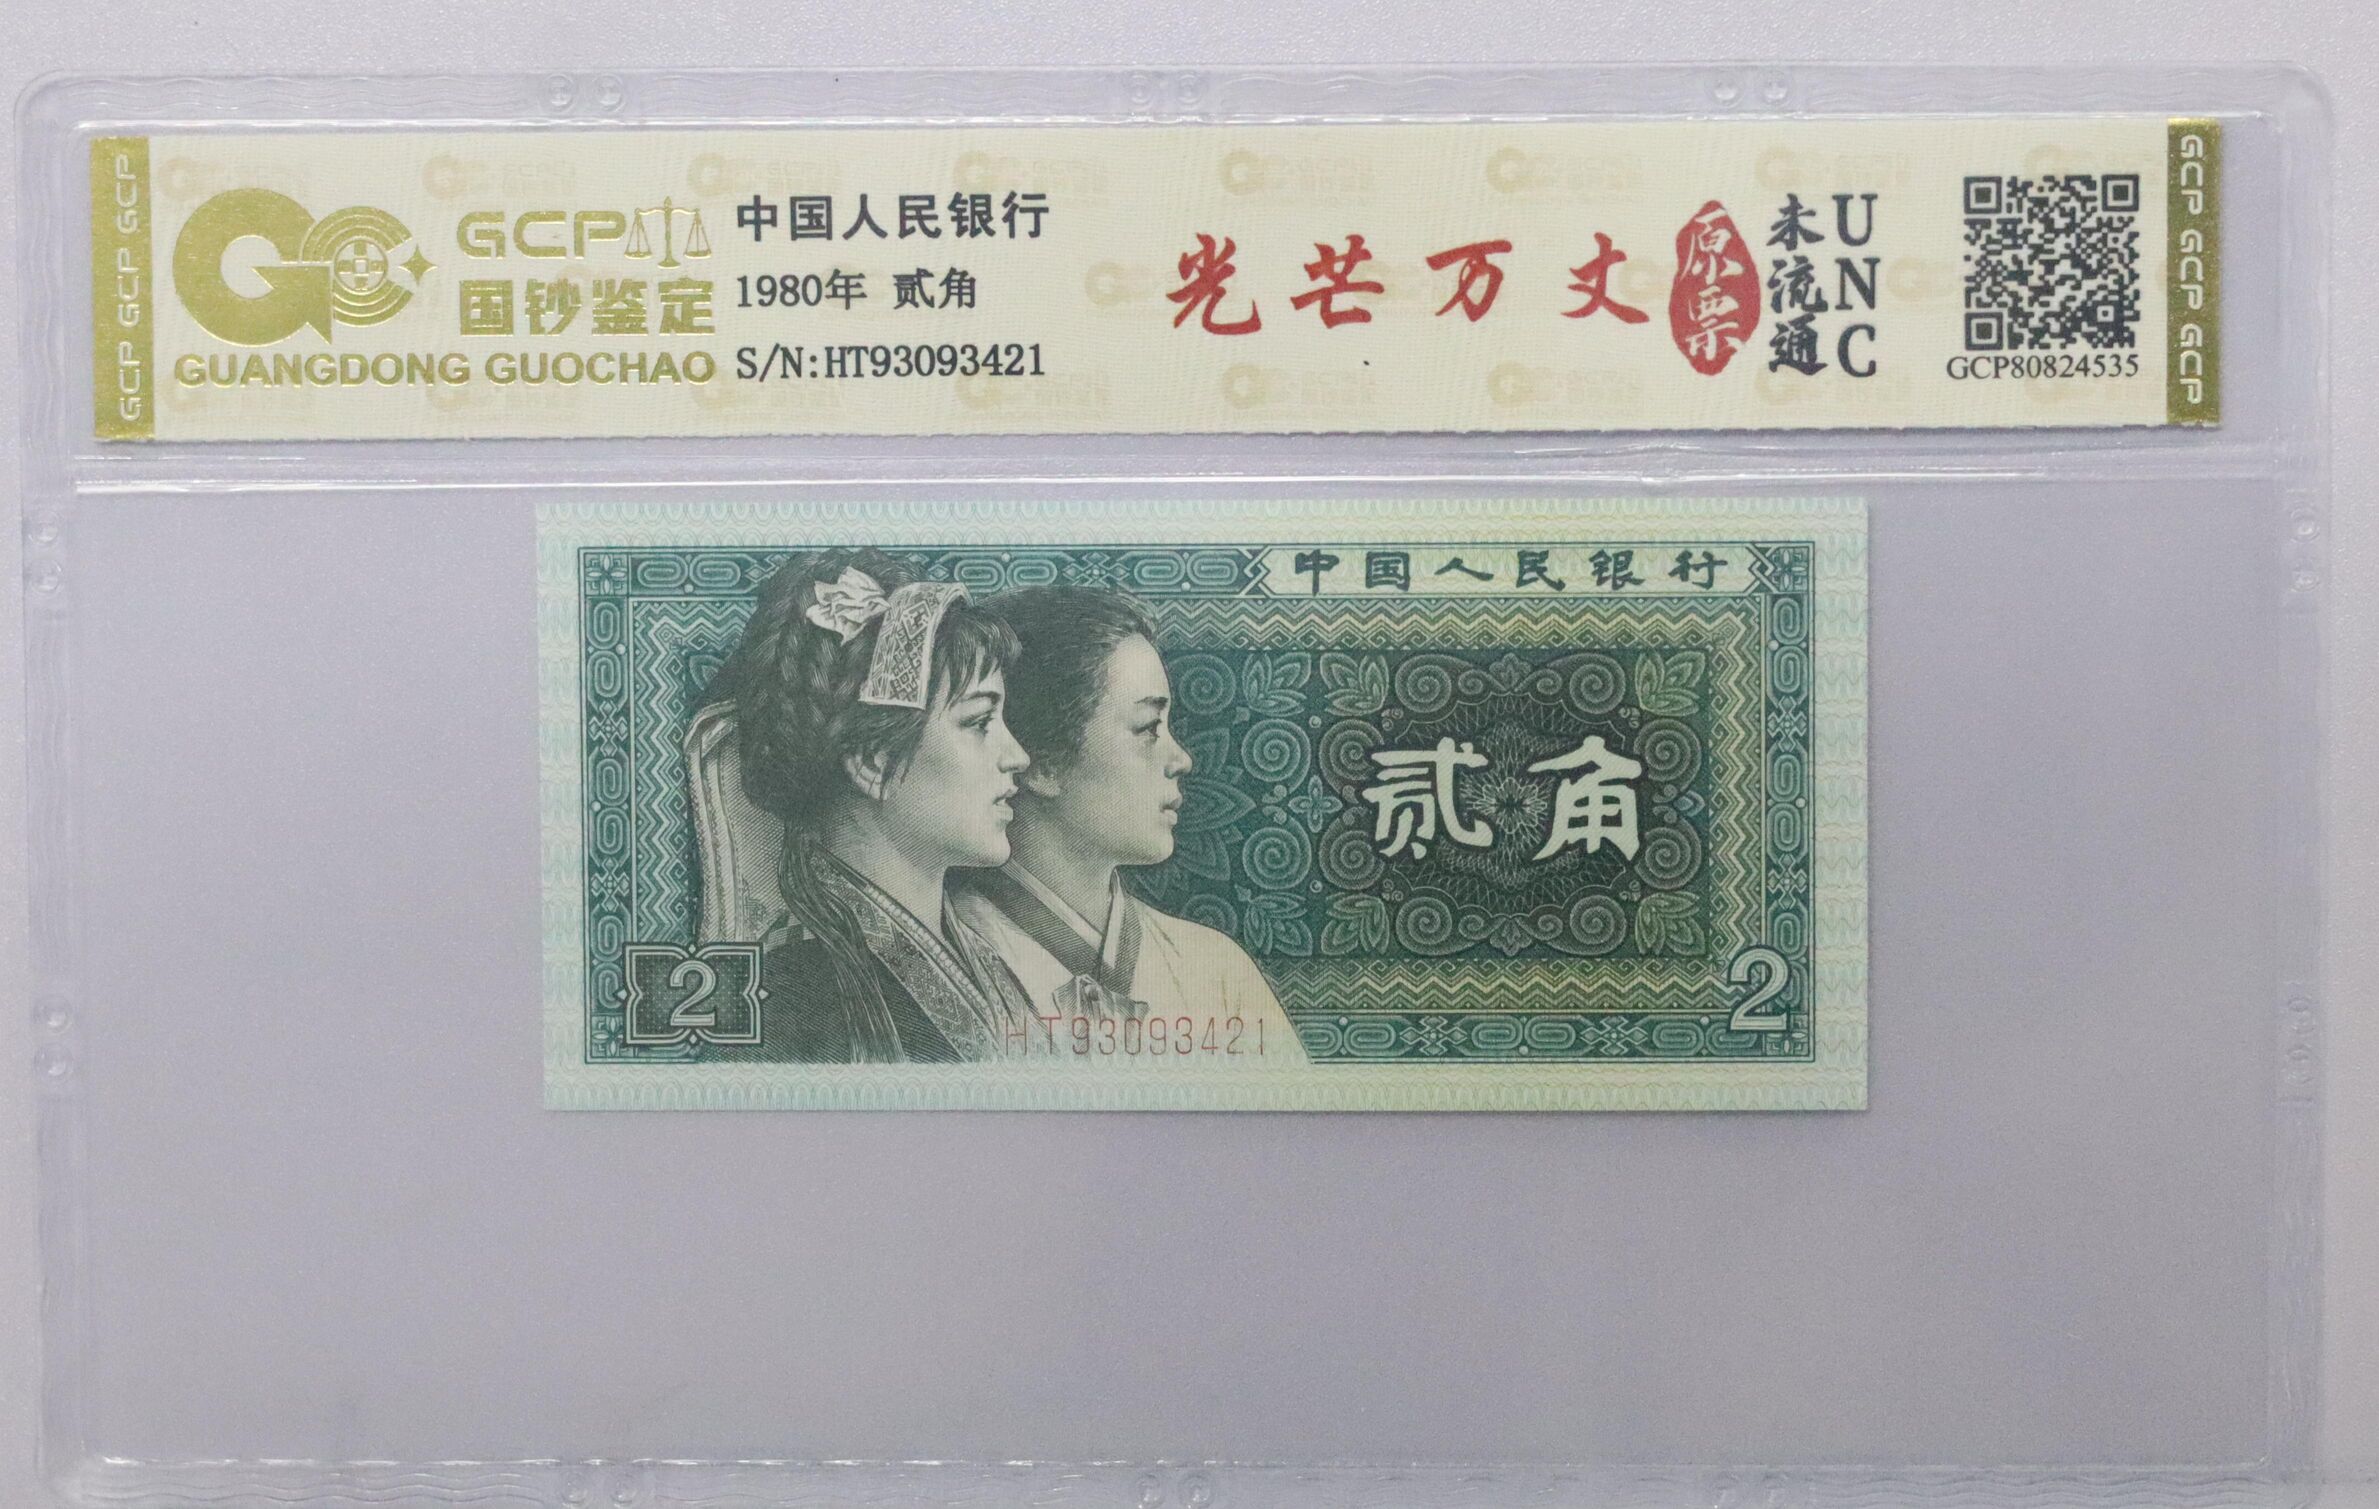 GCP GCP GCP GCP
GCP
国钞鉴定
GUANGDONG GUOCHAO
中国人民银行
1980年 贰角
S/N:HT93093421
光芒万丈
原票
未流通
UNC
GCP80824535
GCP GCP GCP GCP
中国人民银行
贰角
2
2
HT93093421